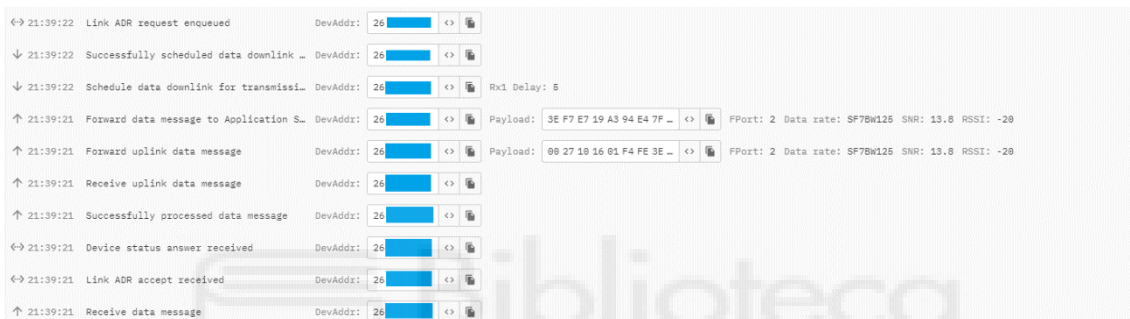 21:39:22 Link ADR request enqueued DevAddr: 26
21:39:22 Successfully scheduled data downlink … DevAddr: 26
21:39:22 Schedule data downlink for transmissi… DevAddr: 26 Rx1 Delay: 5
21:39:21 Forward data message to Application S… DevAddr: 26 Payload: 3E F7 E7 19 A3 94 E4 7F … FPort: 2 Data rate: SF7BW125 SNR: 13.8 RSSI: -20
21:39:21 Forward uplink data message DevAddr: 26 Payload: 00 27 10 16 01 F4 FE 3E … FPort: 2 Data rate: SF7BW125 SNR: 13.8 RSSI: -20
21:39:21 Receive uplink data message DevAddr: 26
21:39:21 Successfully processed data message DevAddr: 26
21:39:21 Device status answer received DevAddr: 26
21:39:21 Link ADR accept received DevAddr: 26
21:39:21 Receive data message DevAddr: 26
Biblioteca